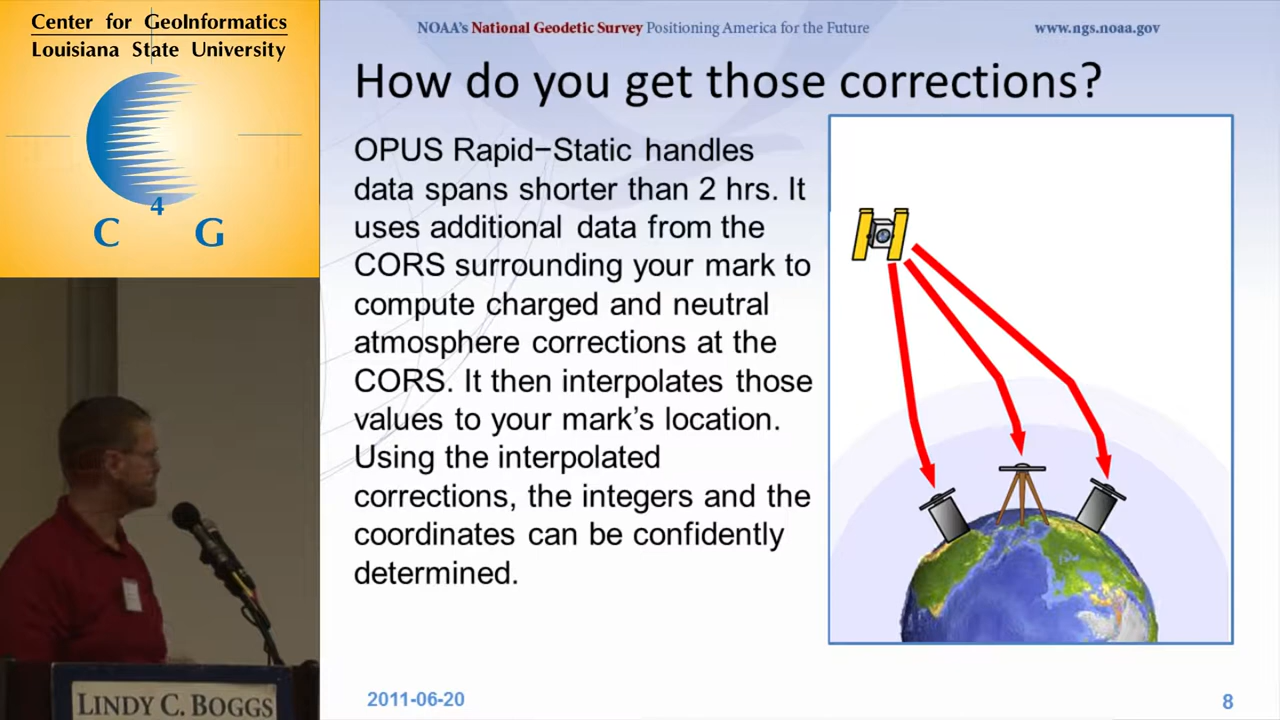 Center for GeoInformatics
Louisiana State University
C 4 G
NOAA's National Geodetic Survey Positioning America for the Future
www.ngs.noaa.gov
How do you get those corrections?
OPUS Rapid-Static handles
data spans shorter than 2 hrs. It
uses additional data from the
CORS surrounding your mark to
compute charged and neutral
atmosphere corrections at the
CORS. It then interpolates those
values to your mark's location.
Using the interpolated
corrections, the integers and the
coordinates can be confidently
determined.
2011-06-20
8
LINDY C. BOGGS